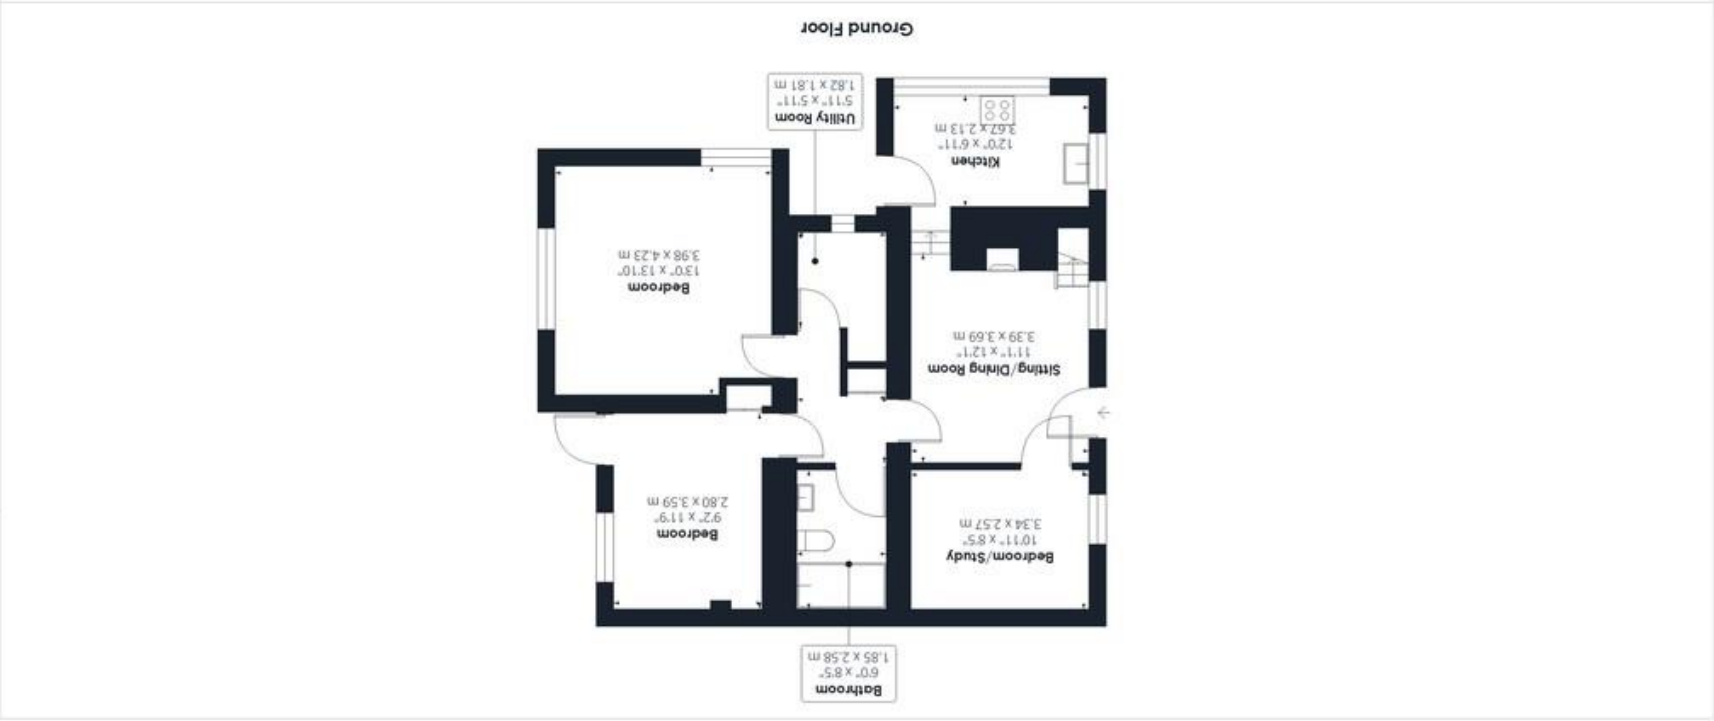 Bathroom
6'0" x 8'5"
1.85 x 2.58 m
Bedroom/Study
10'11" x 8'5"
3.34 x 2.57 m
Bedroom
9'2" x 11'9"
2.80 x 3.59 m
Sitting/Dining Room
11'1" x 12'1"
3.39 x 3.69 m
Bedroom
13'0" x 13'10"
3.98 x 4.23 m
Kitchen
12'0" x 6'11"
3.67 x 2.13 m
Utility Room
5'11" x 5'11"
1.82 x 1.81 m
Ground Floor